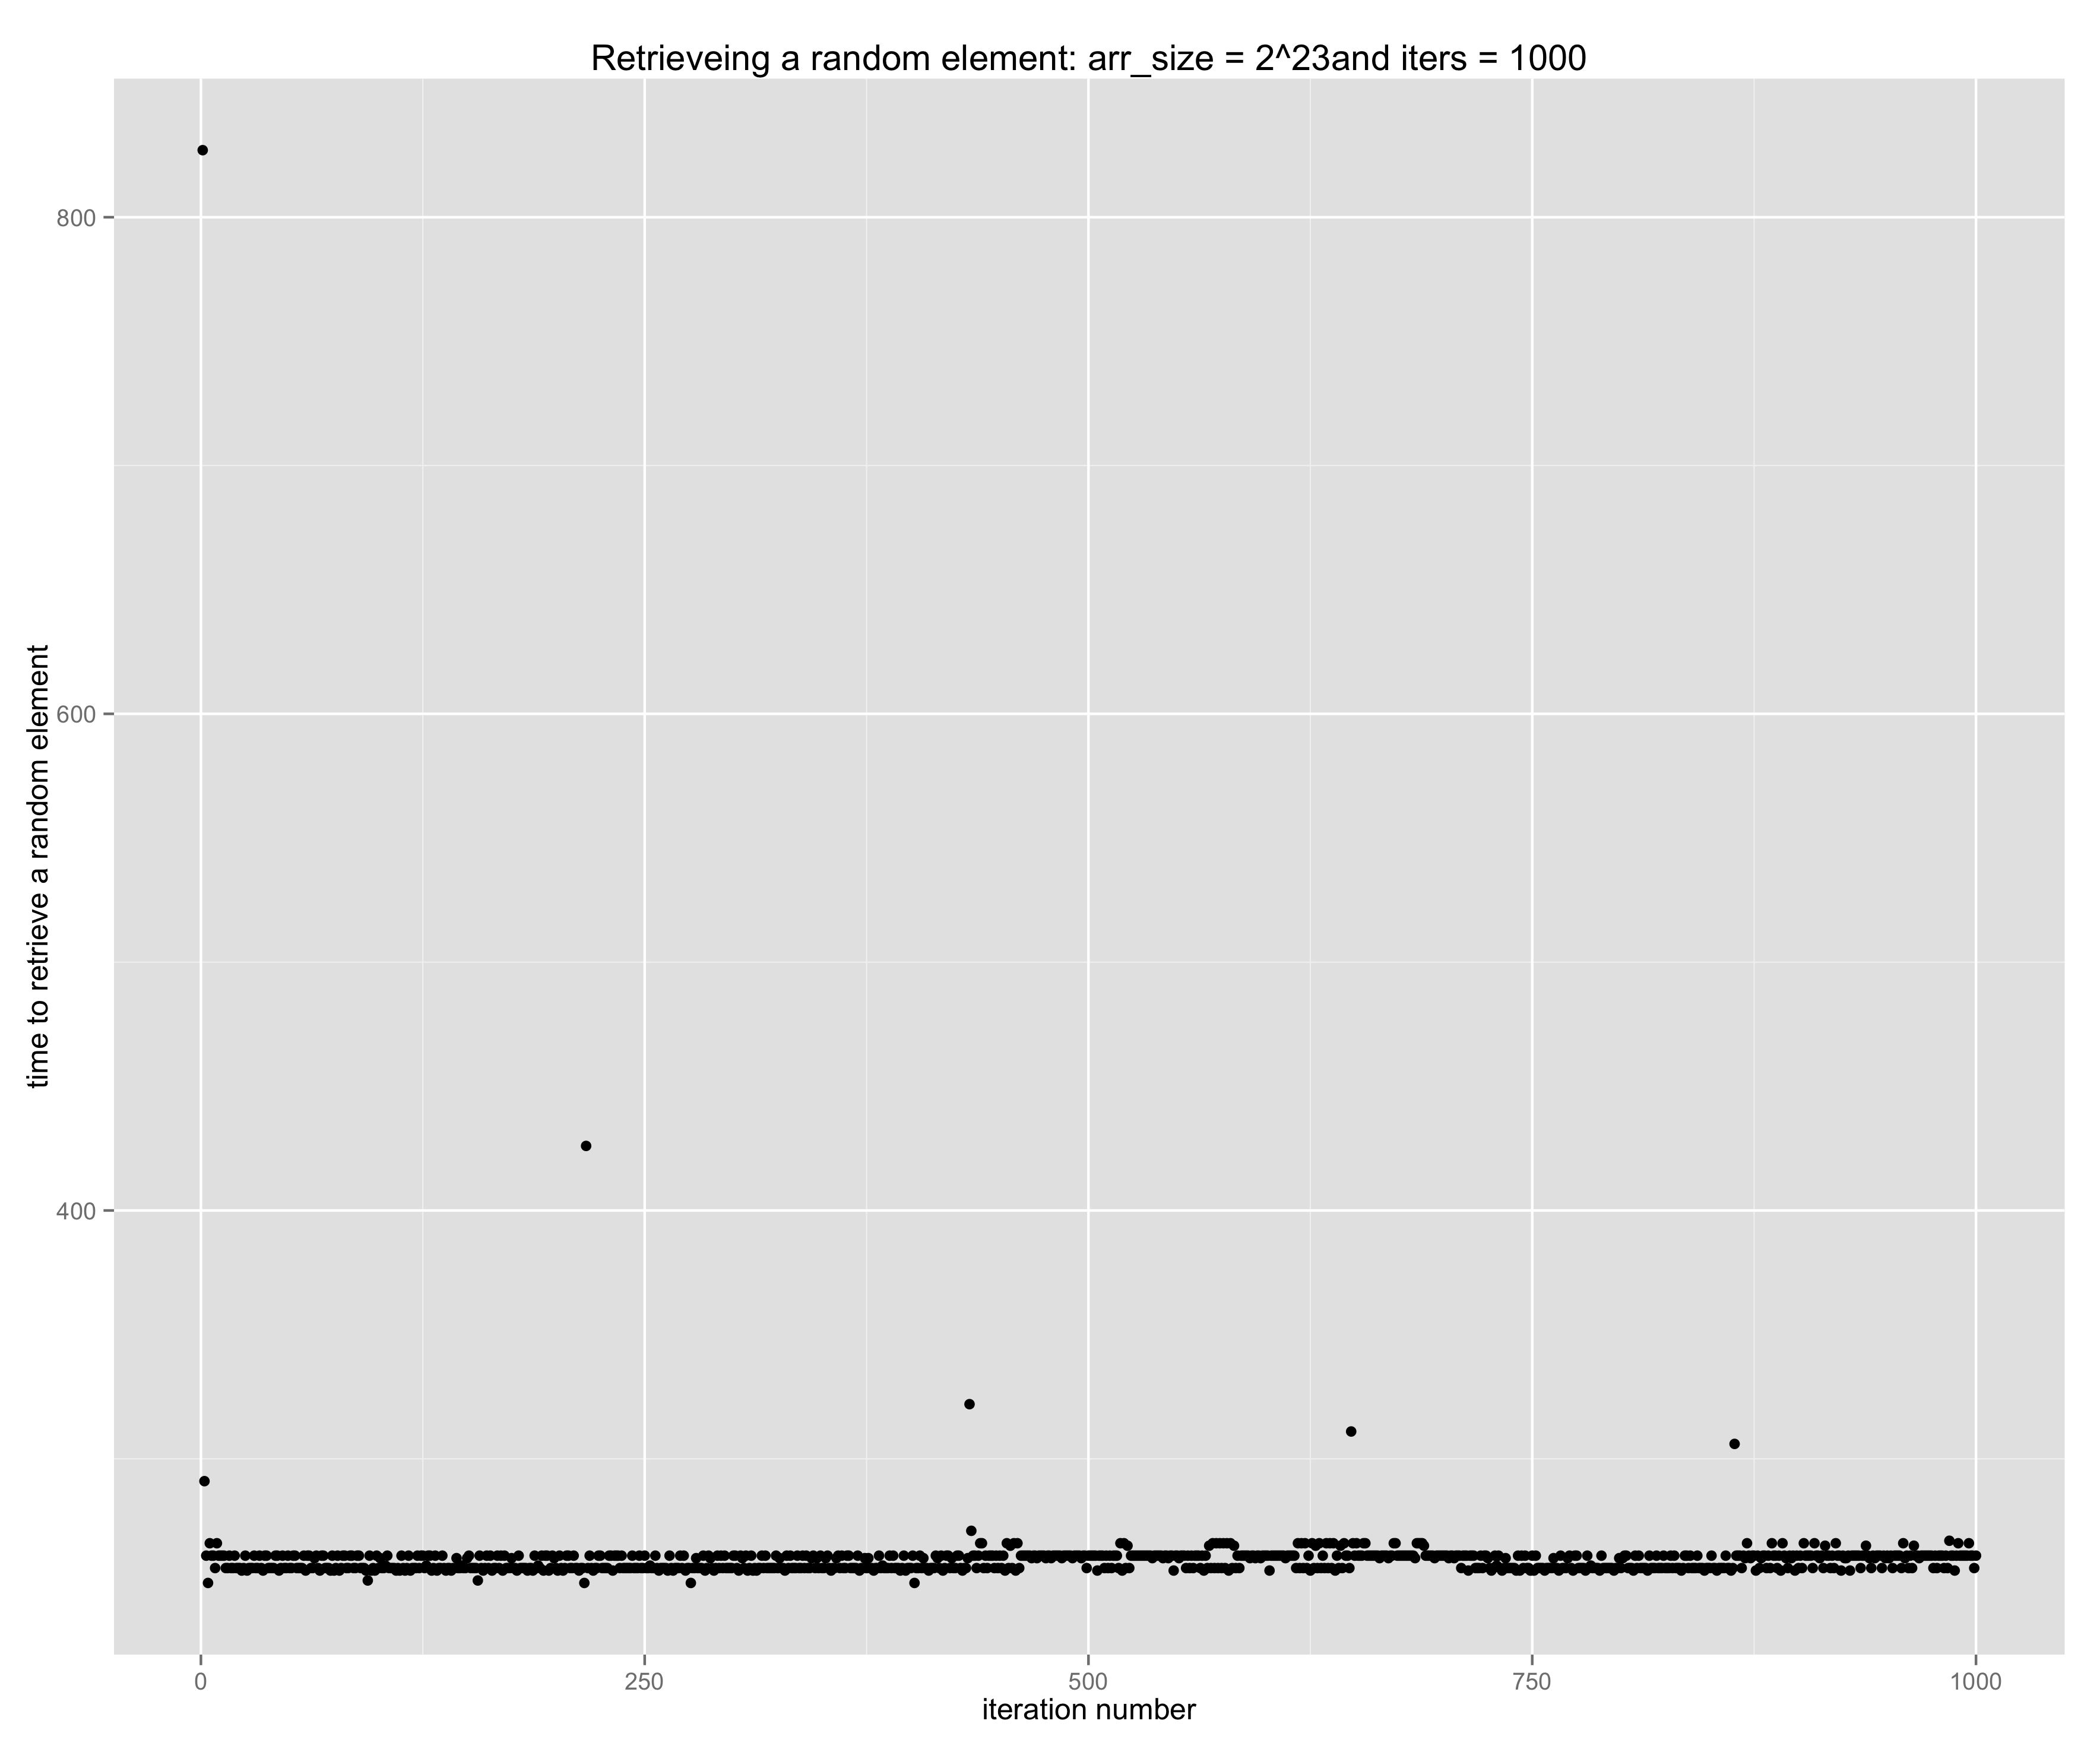 Retrieveing a random element: arr_size = 2^23and iters = 1000
800
600
400
time to retrieve a random element
0 250 500 750 1000
iteration number